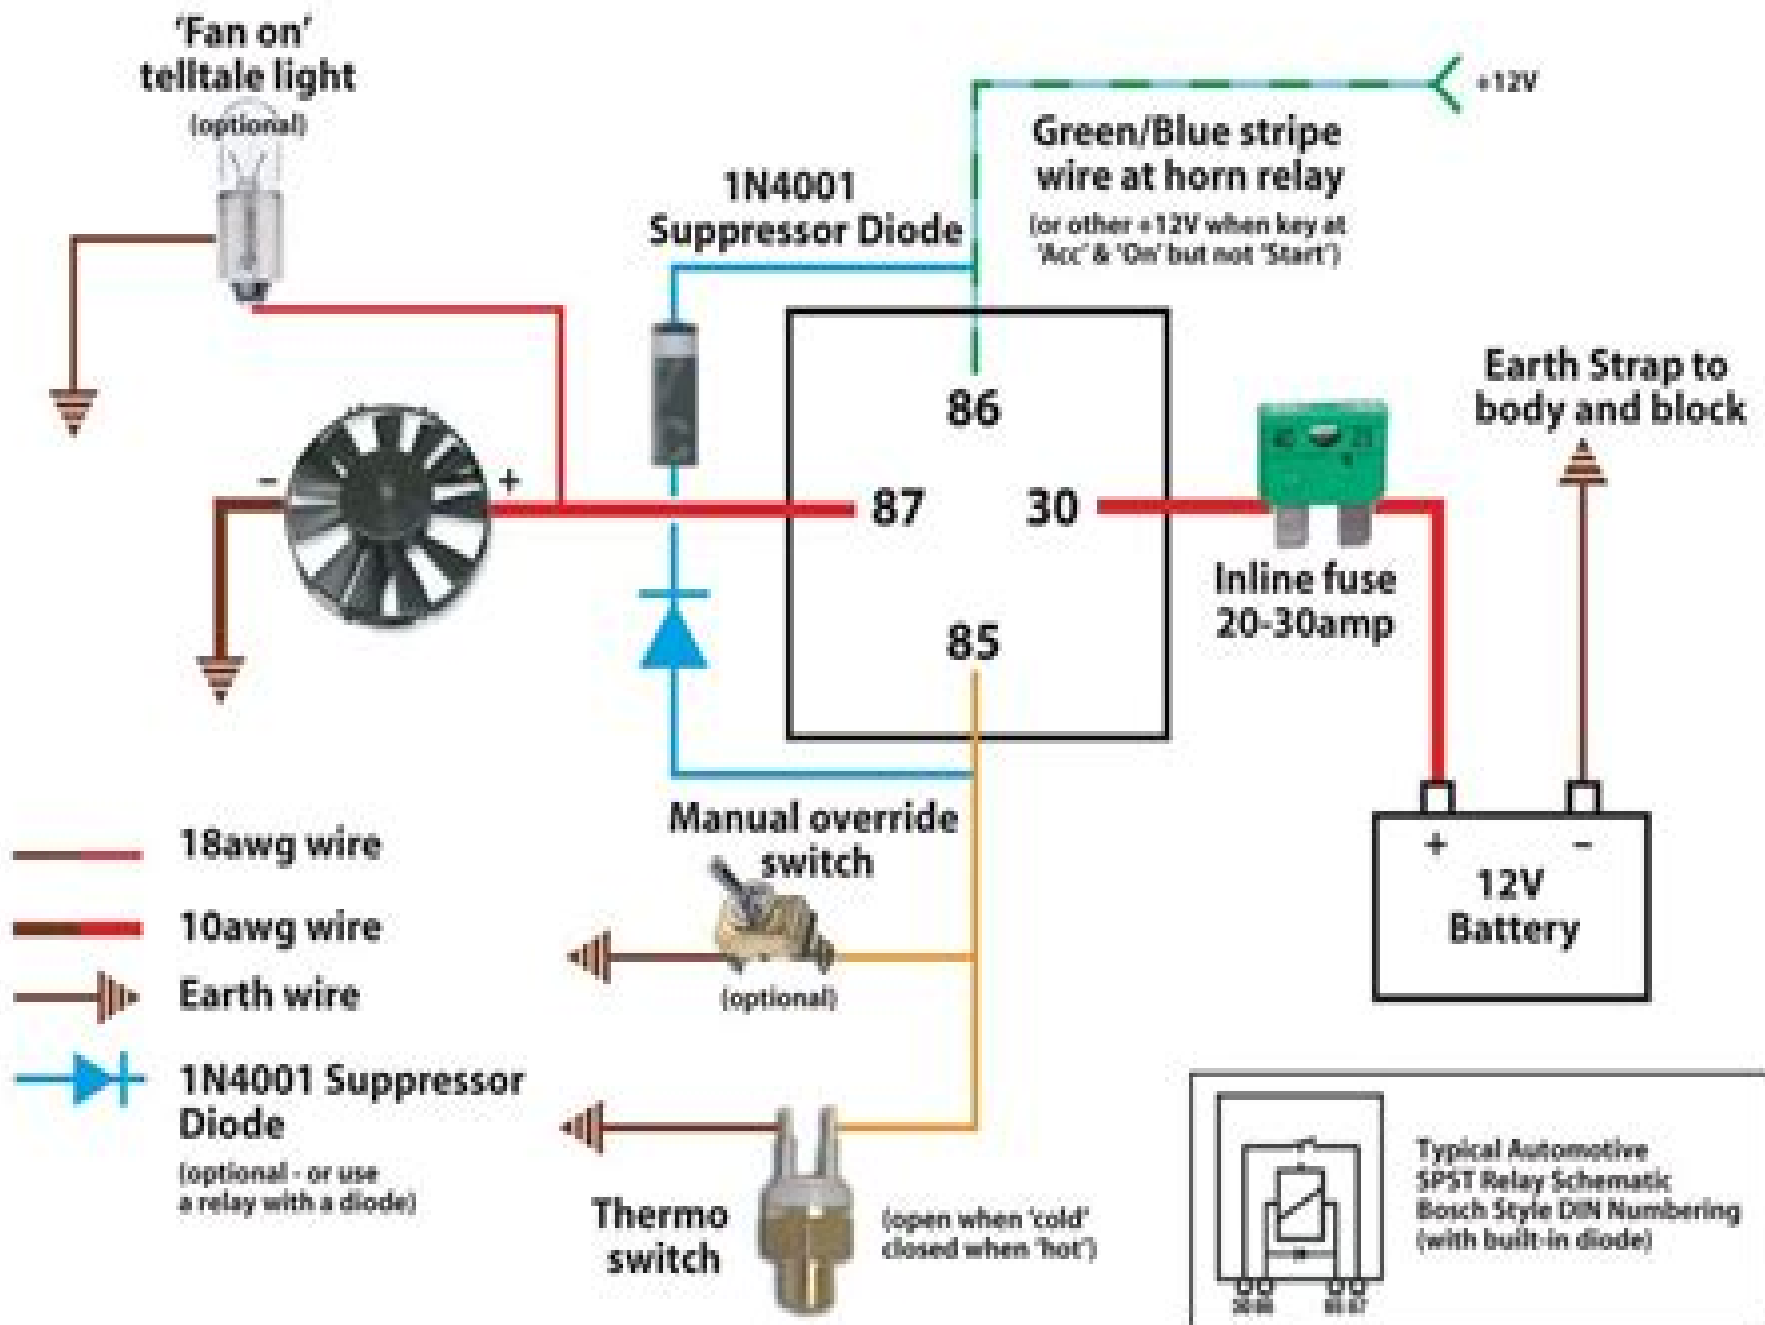 ‘Fan on’
telltale light
(optional)
+12V
Green/Blue stripe
wire at horn relay
(or other +12V when key at
‘Acc’ & ‘On’ but not ‘Start’)
1N4001
Suppressor Diode
86
87
30
85
- +
Inline fuse
20-30amp
Earth Strap to
body and block
+ -
12V
Battery
Manual override
switch
(optional)
18awg wire
10awg wire
Earth wire
1N4001 Suppressor
Diode
(optional - or use
a relay with a diode)
Thermo
switch
(open when ‘cold’
closed when ‘hot’)
Typical Automotive
SPST Relay Schematic
Bosch Style DIN Numbering
(with built-in diode)
30 86 85 87